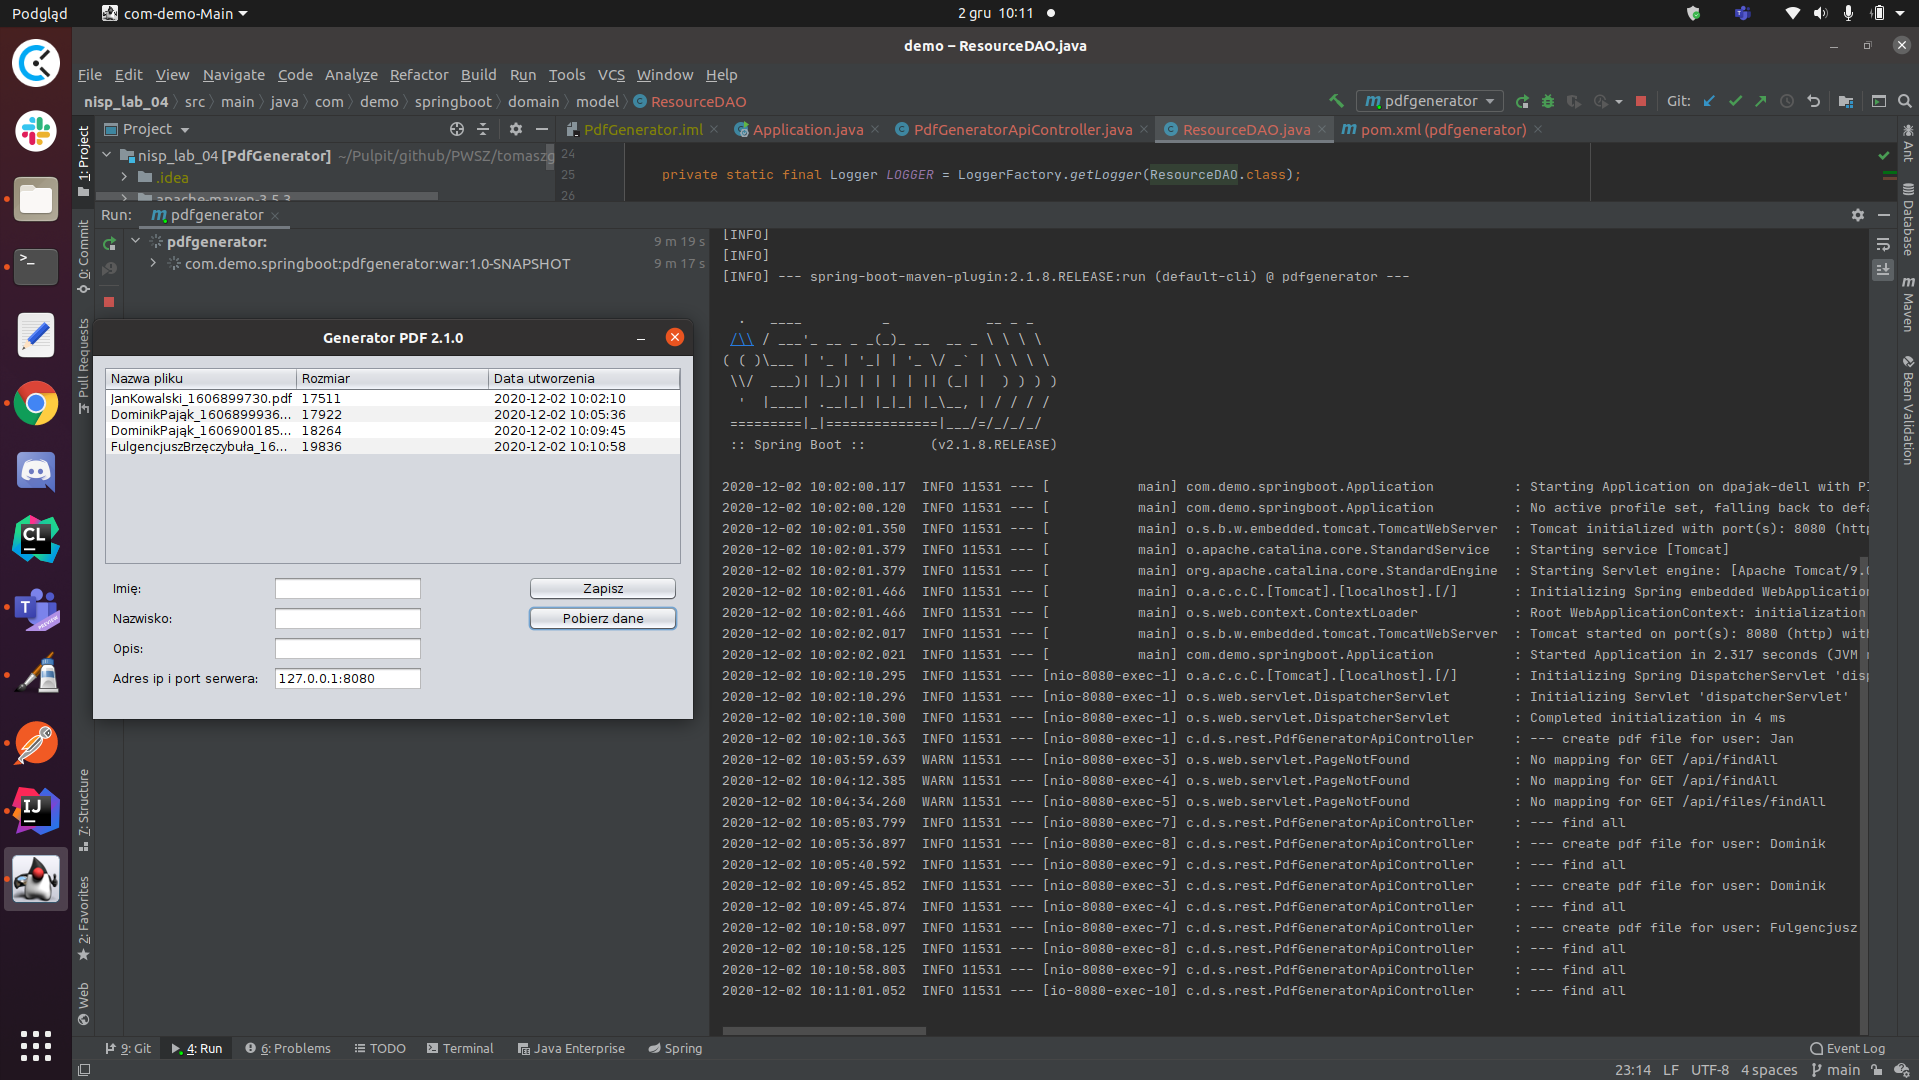 Podgląd
com-demo-Main
2 gru 10:11
demo – ResourceDAO.java
File Edit View Navigate Code Analyze Refactor Build Run Tools VCS Window Help
nisp_lab_04 src main java com demo springboot domain model ResourceDAO
pdfgenerator
Git:
1: Project
0: Commit
Pull Requests
7: Structure
2: Favorites
Web
Project
PdfGenerator.iml
Application.java
PdfGeneratorApiController.java
ResourceDAO.java
pom.xml (pdfgenerator)
nisp_lab_04 [PdfGenerator] ~/Pulpit/github/PWSZ/tomaszg
.idea
apache-maven-3.5.3
24
25 private static final Logger LOGGER = LoggerFactory.getLogger(ResourceDAO.class);
26
Run: pdfgenerator
pdfgenerator: 9 m 19 s
com.demo.springboot:pdfgenerator:war:1.0-SNAPSHOT 9 m 17 s
Generator PDF 2.1.0
Nazwa pliku Rozmiar Data utworzenia
JanKowalski_1606899730.pdf 17511 2020-12-02 10:02:10
DominikPająk_1606899936... 17922 2020-12-02 10:05:36
DominikPająk_1606900185... 18264 2020-12-02 10:09:45
FulgencjuszBrzęczybuła_16... 19836 2020-12-02 10:10:58
Imię:
Zapisz
Nazwisko:
Pobierz dane
Opis:
Adres ip i port serwera: 127.0.0.1:8080
[INFO]
[INFO]
[INFO] --- spring-boot-maven-plugin:2.1.8.RELEASE:run (default-cli) @ pdfgenerator ---
:: Spring Boot :: (v2.1.8.RELEASE)
2020-12-02 10:02:00.117 INFO 11531 --- [ main] com.demo.springboot.Application : Starting Application on dpajak-dell with
2020-12-02 10:02:00.120 INFO 11531 --- [ main] com.demo.springboot.Application : No active profile set, falling back to defa
2020-12-02 10:02:01.350 INFO 11531 --- [ main] o.s.b.w.embedded.tomcat.TomcatWebServer : Tomcat initialized with port(s): 8080 (http
2020-12-02 10:02:01.379 INFO 11531 --- [ main] o.apache.catalina.core.StandardService : Starting service [Tomcat]
2020-12-02 10:02:01.379 INFO 11531 --- [ main] org.apache.catalina.core.StandardEngine : Starting Servlet engine: [Apache Tomcat/9.0
2020-12-02 10:02:01.466 INFO 11531 --- [ main] o.a.c.c.C.[Tomcat].[localhost].[/] : Initializing Spring embedded WebApplication
2020-12-02 10:02:01.466 INFO 11531 --- [ main] o.s.web.context.ContextLoader : Root WebApplicationContext: initialization
2020-12-02 10:02:02.017 INFO 11531 --- [ main] o.s.b.w.embedded.tomcat.TomcatWebServer : Tomcat started on port(s): 8080 (http) wit
2020-12-02 10:02:02.021 INFO 11531 --- [ main] com.demo.springboot.Application : Started Application in 2.317 seconds (JVM
2020-12-02 10:02:10.295 INFO 11531 --- [nio-8080-exec-1] o.a.c.c.C.[Tomcat].[localhost].[/] : Initializing Spring DispatcherServlet 'disp
2020-12-02 10:02:10.296 INFO 11531 --- [nio-8080-exec-1] o.s.web.servlet.DispatcherServlet : Initializing Servlet 'dispatcherServlet'
2020-12-02 10:02:10.300 INFO 11531 --- [nio-8080-exec-1] o.s.web.servlet.DispatcherServlet : Completed initialization in 4 ms
2020-12-02 10:02:10.363 INFO 11531 --- [nio-8080-exec-1] c.d.s.rest.PdfGeneratorApiController : --- create pdf file for user: Jan
2020-12-02 10:03:59.639 WARN 11531 --- [nio-8080-exec-3] o.s.web.servlet.PageNotFound : No mapping for GET /api/findAll
2020-12-02 10:04:12.385 WARN 11531 --- [nio-8080-exec-4] o.s.web.servlet.PageNotFound : No mapping for GET /api/findAll
2020-12-02 10:04:34.260 WARN 11531 --- [nio-8080-exec-5] o.s.web.servlet.PageNotFound : No mapping for GET /api/files/findAll
2020-12-02 10:05:03.799 INFO 11531 --- [nio-8080-exec-7] c.d.s.rest.PdfGeneratorApiController : --- find all
2020-12-02 10:05:36.897 INFO 11531 --- [nio-8080-exec-8] c.d.s.rest.PdfGeneratorApiController : --- create pdf file for user: Dominik
2020-12-02 10:05:40.592 INFO 11531 --- [nio-8080-exec-9] c.d.s.rest.PdfGeneratorApiController : --- find all
2020-12-02 10:09:45.852 INFO 11531 --- [nio-8080-exec-3] c.d.s.rest.PdfGeneratorApiController : --- create pdf file for user: Dominik
2020-12-02 10:09:45.874 INFO 11531 --- [nio-8080-exec-4] c.d.s.rest.PdfGeneratorApiController : --- find all
2020-12-02 10:10:58.097 INFO 11531 --- [nio-8080-exec-7] c.d.s.rest.PdfGeneratorApiController : --- create pdf file for user: Fulgencjusz
2020-12-02 10:10:58.125 INFO 11531 --- [nio-8080-exec-8] c.d.s.rest.PdfGeneratorApiController : --- find all
2020-12-02 10:10:58.803 INFO 11531 --- [nio-8080-exec-9] c.d.s.rest.PdfGeneratorApiController : --- find all
2020-12-02 10:11:01.052 INFO 11531 --- [io-8080-exec-10] c.d.s.rest.PdfGeneratorApiController : --- find all
Ant
Database
Maven
Bean Validation
9: Git 4: Run 6: Problems TODO Terminal Java Enterprise Spring Event Log
23:14 LF UTF-8 4 spaces main